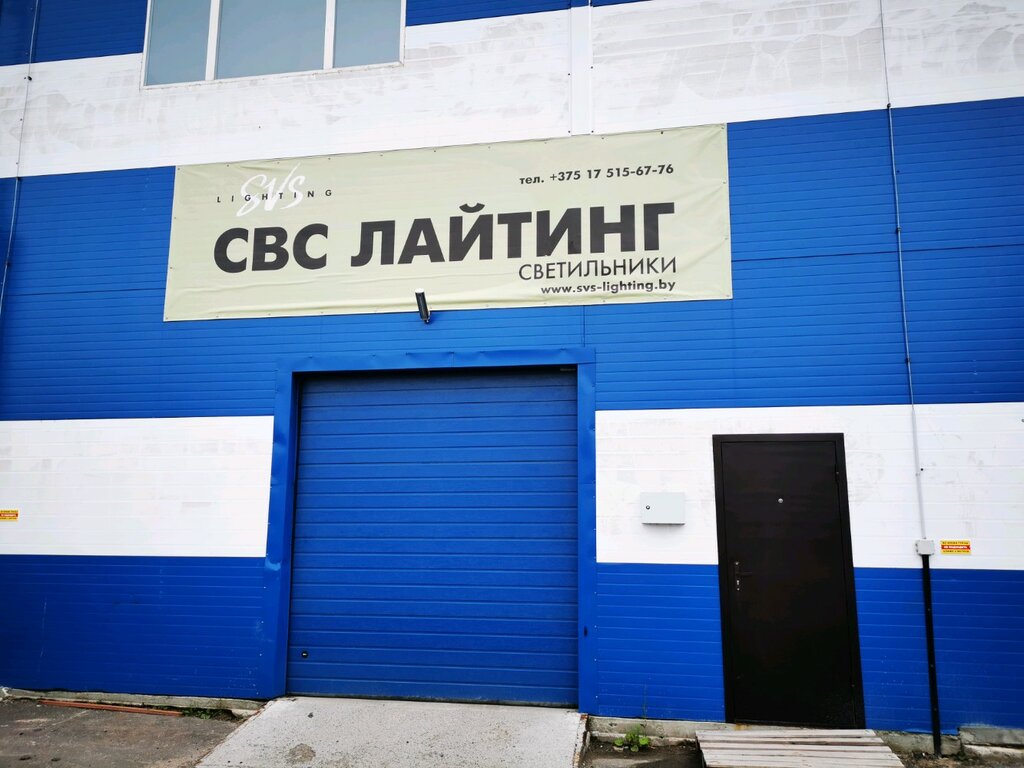 SVS
LIGHTING
тел. +375 17 515-67-76
СВС ЛАЙТИНГ
СВЕТИЛЬНИКИ
www.svs-lighting.by